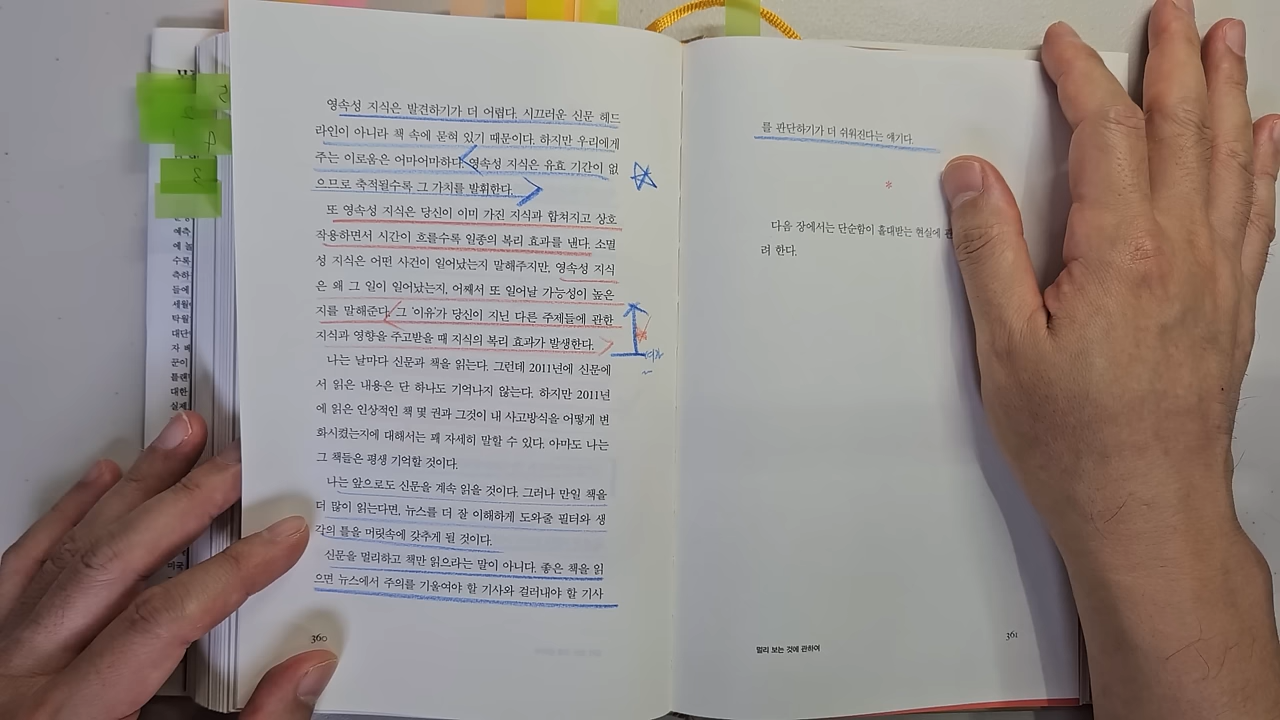 영속성 지식은 발견하기가 더 어렵다. 시끄러운 신문 헤드
라인이 아니라 책 속에 묻혀 있기 때문이다. 하지만 우리에게
주는 이로움은 어마어마하다. 영속성 지식은 유효 기간이 없
으므로 축적될수록 그 가치를 발휘한다.
또 영속성 지식은 당신이 이미 가진 지식과 합쳐지고 상호
작용하면서 시간이 흐를수록 일종의 복리 효과를 낸다. 소멸
성 지식은 어떤 사건이 일어났는지 말해주지만, 영속성 지식
은 왜 그 일이 일어났는지, 어째서 또 일어날 가능성이 높은
지를 말해준다. 그 '이유'가 당신이 지닌 다른 주제들에 관한
지식과 영향을 주고받을 때 지식의 복리 효과가 발생한다.
나는 날마다 신문과 책을 읽는다. 그런데 2011년에 신문에
서 읽은 내용은 단 하나도 기억나지 않는다. 하지만 2011년
에 읽은 인상적인 책 몇 권과 그것이 내 사고방식을 어떻게 변
화시켰는지에 대해서는 꽤 자세히 말할 수 있다. 아마도 나는
그 책들은 평생 기억할 것이다.
나는 앞으로도 신문을 계속 읽을 것이다. 그러나 만일 책을
더 많이 읽는다면, 뉴스를 더 잘 이해하게 도와줄 필터와 생
각의 틀을 머릿속에 갖추게 될 것이다.
신문을 멀리하고 책만 읽으라는 말이 아니다. 좋은 책을 읽
으면 뉴스에서 주의를 기울여야 할 기사와 걸러내야 할 기사
360
를 판단하기가 더 쉬워진다는 얘기다.
*
다음 장에서는 단순함이 홀대받는 현실에 관
려 한다.
멀리 보는 것에 관하여
361